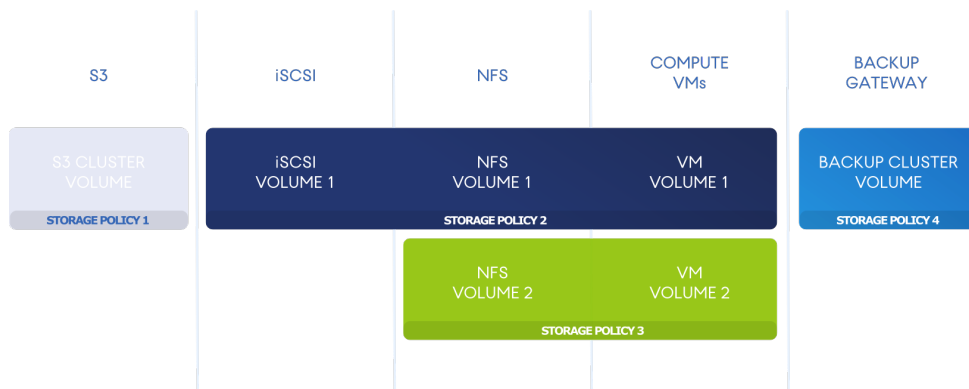 S3
iSCSI
NFS
COMPUTE
VMs
BACKUP
GATEWAY
S3 CLUSTER
VOLUME
STORAGE POLICY 1
iSCSI
VOLUME 1
NFS
VOLUME 1
VM
VOLUME 1
STORAGE POLICY 2
BACKUP CLUSTER
VOLUME
STORAGE POLICY 4
NFS
VOLUME 2
VM
VOLUME 2
STORAGE POLICY 3